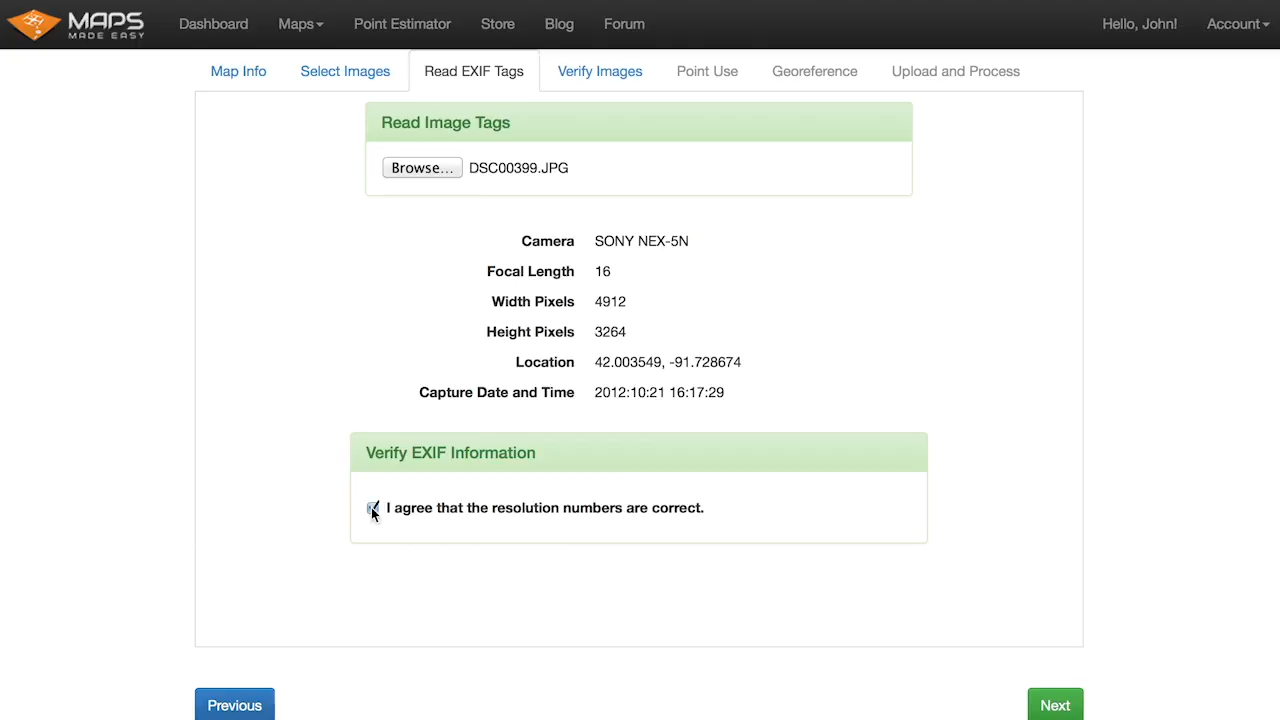 MAPS MADE EASY Dashboard Maps Point Estimator Store Blog Forum Hello, John! Account
Map Info Select Images Read EXIF Tags Verify Images Point Use Georeference Upload and Process
Read Image Tags
Browse... DSC00399.JPG
Camera SONY NEX-5N
Focal Length 16
Width Pixels 4912
Height Pixels 3264
Location 42.003549, -91.728674
Capture Date and Time 2012:10:21 16:17:29
Verify EXIF Information
I agree that the resolution numbers are correct.
Previous Next